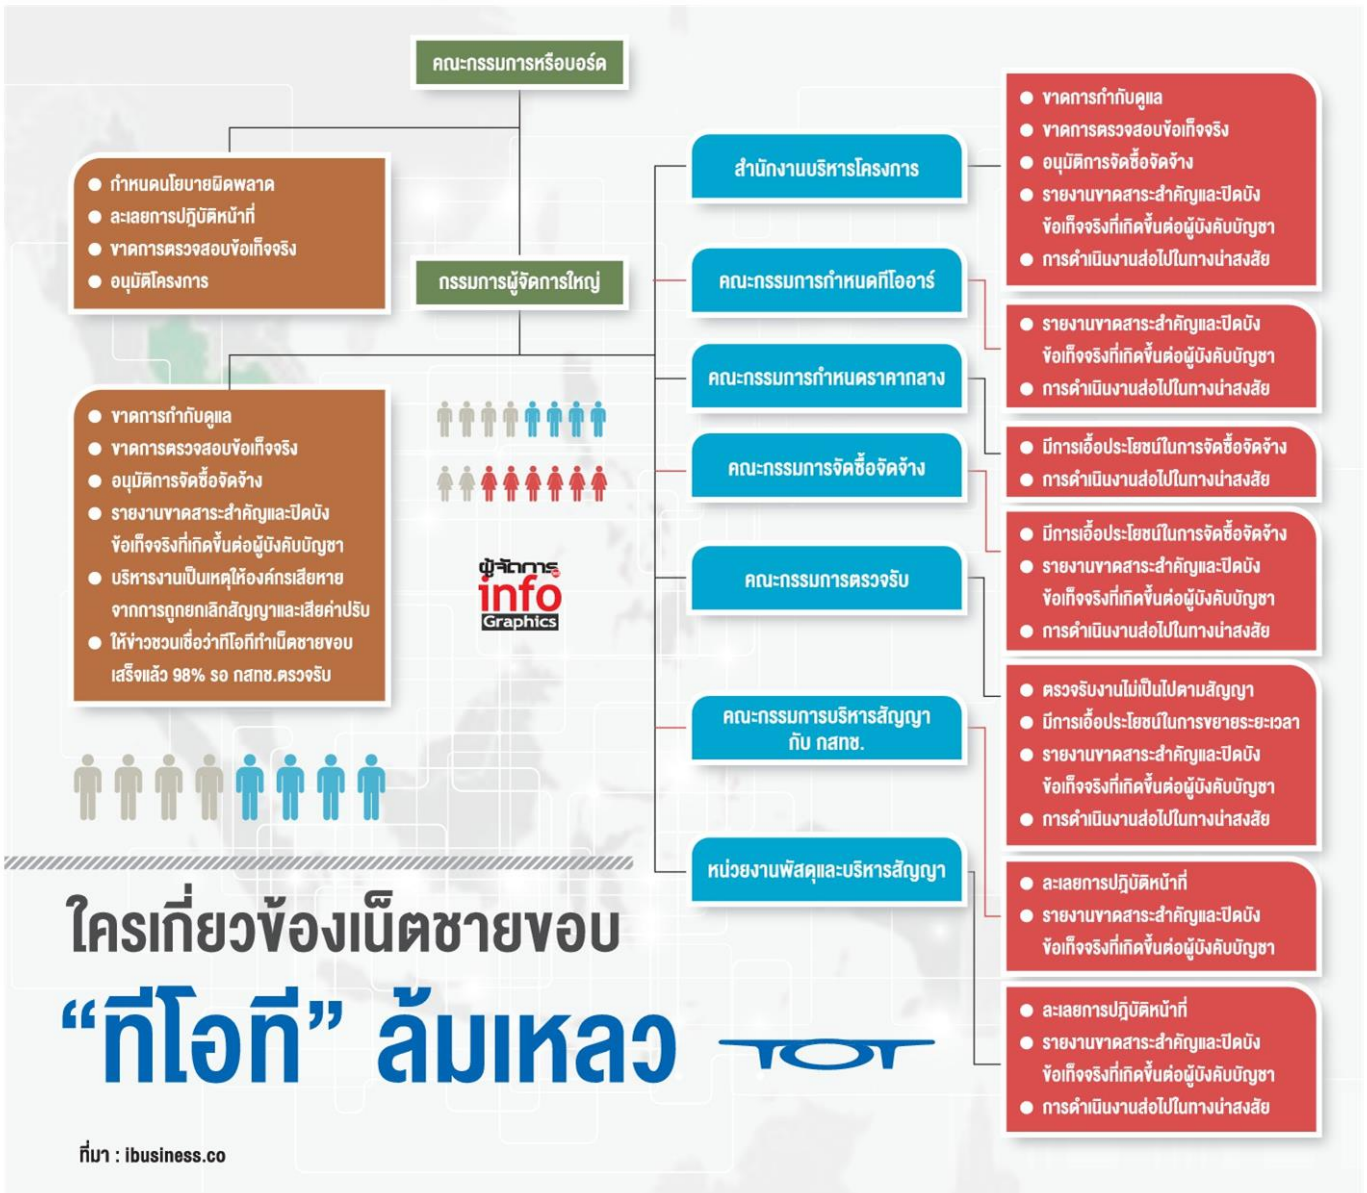 คณะกรรมการหรือบอร์ด
● กำหนดนโยบายผิดพลาด
● ละเลยการปฎิบัติหน้าที่
● ขาดการตรวจสอบข้อเท็จจริง
● อนุมัติโครงการ
กรรมการผู้จัดการใหญ่
● ขาดการกำกับดูแล
● ขาดการตรวจสอบข้อเท็จจริง
● อนุมัติการจัดซื้อจัดจ้าง
● รายงานขาดสาระสำคัญและปิดบัง
ข้อเท็จจริงที่เกิดขึ้นต่อผู้บังคับบัญชา
● บริหารงานเป็นเหตุให้องค์กรเสียหาย
จากการถูกยกเลิกสัญญาและเสียค่าปรับ
● ให้ข่าวชวนเชื่อว่าทีโอทีทำเน็ตชายขอบ
เสร็จแล้ว 98% รอ กสทช.ตรวจรับ
สำนักงานบริหารโครงการ
● ขาดการกำกับดูแล
● ขาดการตรวจสอบข้อเท็จจริง
● อนุมัติการจัดซื้อจัดจ้าง
● รายงานขาดสาระสำคัญและปิดบัง
ข้อเท็จจริงที่เกิดขึ้นต่อผู้บังคับบัญชา
● การดำเนินงานส่อไปในทางน่าสงสัย
คณะกรรมการกำหนดทีโออาร์
● รายงานขาดสาระสำคัญและปิดบัง
ข้อเท็จจริงที่เกิดขึ้นต่อผู้บังคับบัญชา
● การดำเนินงานส่อไปในทางน่าสงสัย
คณะกรรมการกำหนดราคากลาง
● มีการเอื้อประโยชน์ในการจัดซื้อจัดจ้าง
● การดำเนินงานส่อไปในทางน่าสงสัย
คณะกรรมการจัดซื้อจัดจ้าง
● มีการเอื้อประโยชน์ในการจัดซื้อจัดจ้าง
● รายงานขาดสาระสำคัญและปิดบัง
ข้อเท็จจริงที่เกิดขึ้นต่อผู้บังคับบัญชา
● การดำเนินงานส่อไปในทางน่าสงสัย
คณะกรรมการตรวจรับ
● ตรวจรับงานไม่เป็นไปตามสัญญา
● มีการเอื้อประโยชน์ในการขยายระยะเวลา
● รายงานขาดสาระสำคัญและปิดบัง
ข้อเท็จจริงที่เกิดขึ้นต่อผู้บังคับบัญชา
● การดำเนินงานส่อไปในทางน่าสงสัย
คณะกรรมการบริหารสัญญา
กับ กสทช.
● ละเลยการปฎิบัติหน้าที่
● รายงานขาดสาระสำคัญและปิดบัง
ข้อเท็จจริงที่เกิดขึ้นต่อผู้บังคับบัญชา
หน่วยงานพัสดุและบริหารสัญญา
● ละเลยการปฎิบัติหน้าที่
● รายงานขาดสาระสำคัญและปิดบัง
ข้อเท็จจริงที่เกิดขึ้นต่อผู้บังคับบัญชา
● การดำเนินงานส่อไปในทางน่าสงสัย
ผู้จัดการ
info
Graphics
ใครเกี่ยวข้องเน็ตชายขอบ
“ทีโอที” ล้มเหลว
TOT
ที่มา : ibusiness.co